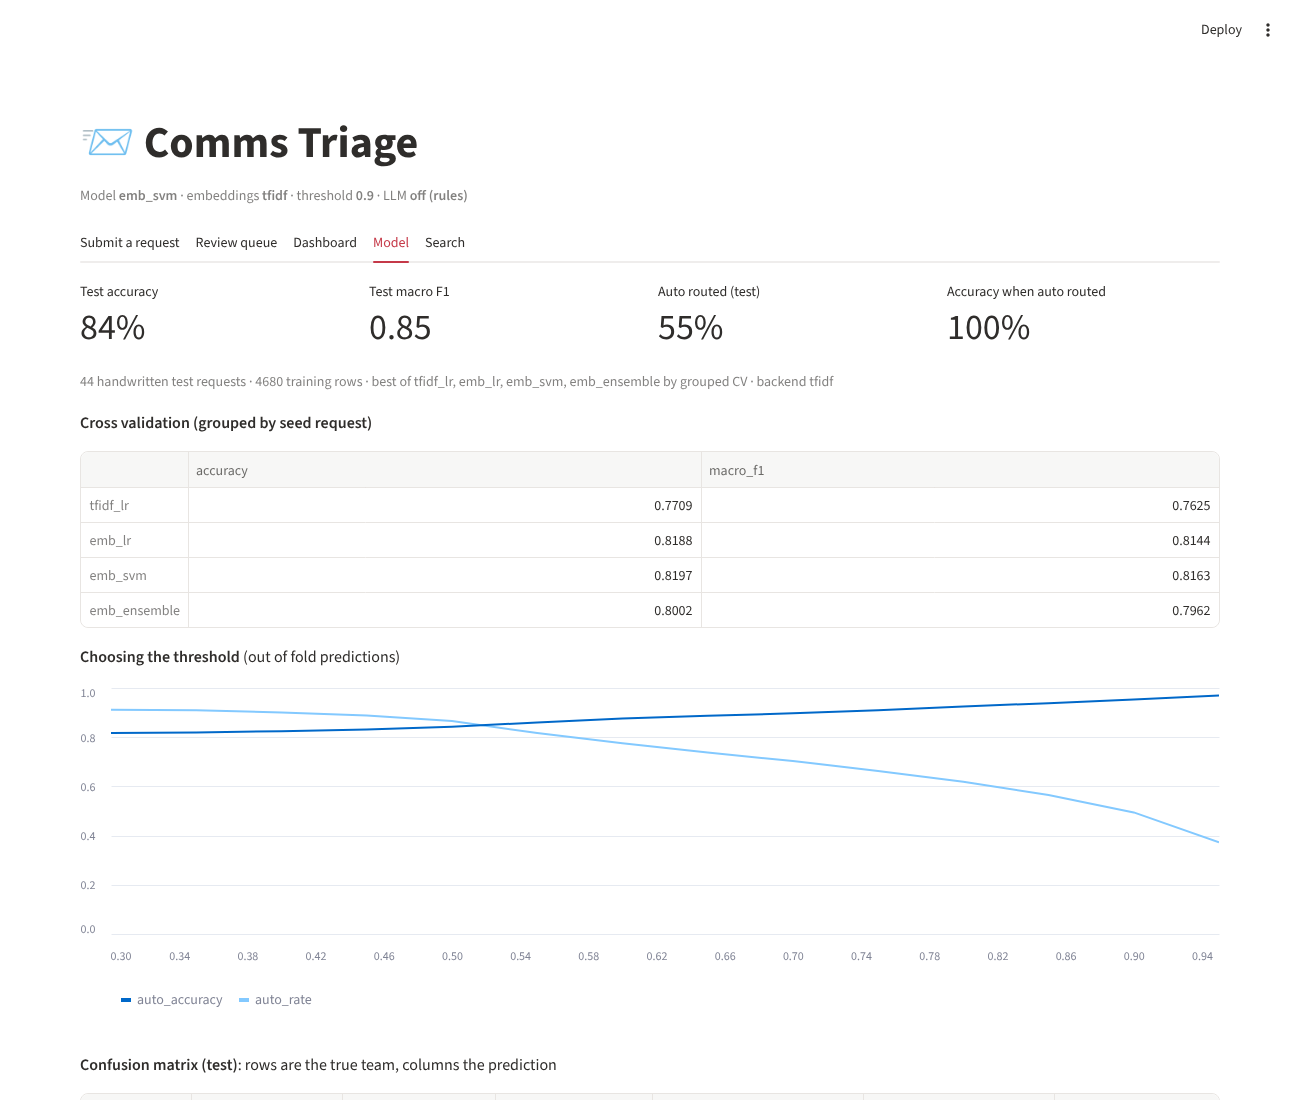 Deploy
Comms Triage
Model emb_svm · embeddings tfidf · threshold 0.9 · LLM off (rules)
Submit a request Review queue Dashboard Model Search
Test accuracy Test macro F1 Auto routed (test) Accuracy when auto routed
84% 0.85 55% 100%
44 handwritten test requests · 4680 training rows · best of tfidf_lr, emb_lr, emb_svm, emb_ensemble by grouped CV · backend tfidf
Cross validation (grouped by seed request)
accuracy macro_f1
tfidf_lr 0.7709 0.7625
emb_lr 0.8188 0.8144
emb_svm 0.8197 0.8163
emb_ensemble 0.8002 0.7962
Choosing the threshold (out of fold predictions)
1.0
0.8
0.6
0.4
0.2
0.0
0.30 0.34 0.38 0.42 0.46 0.50 0.54 0.58 0.62 0.66 0.70 0.74 0.78 0.82 0.86 0.90 0.94
auto_accuracy auto_rate
Confusion matrix (test): rows are the true team, columns the prediction